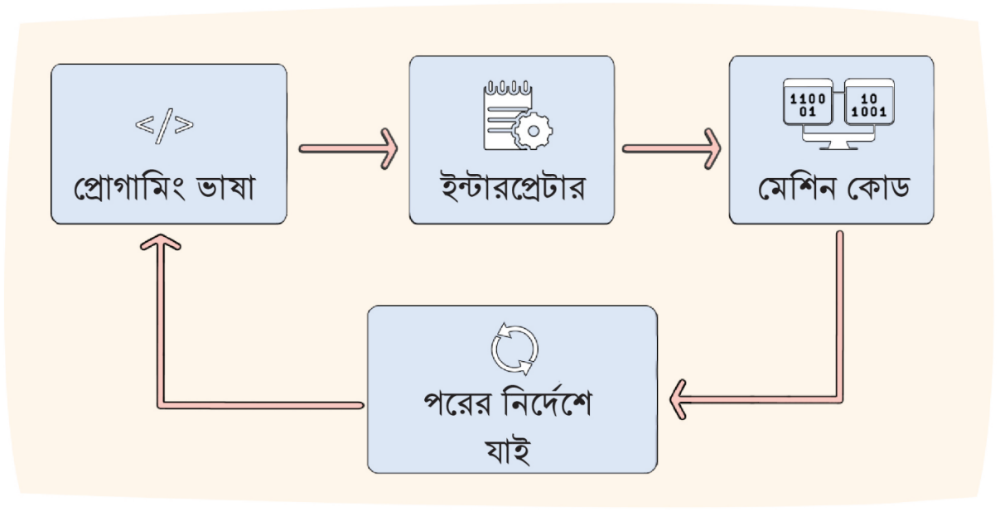 </>
প্রোগামিং ভাষা
ইন্টারপ্রেটার
1100
01
10
1001
মেশিন কোড
পরের নির্দেশে
যাই